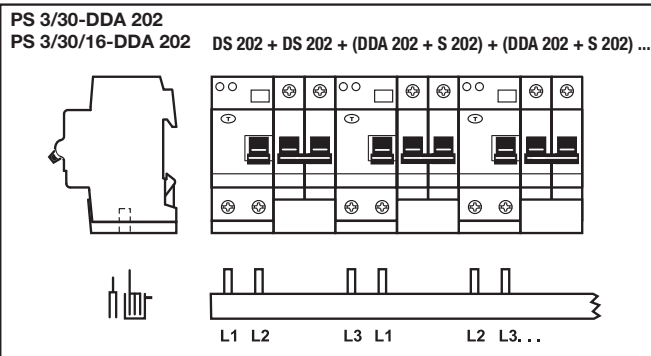 PS 3/30-DDA 202
PS 3/30/16-DDA 202 DS 202 + DS 202 + (DDA 202 + S 202) + (DDA 202 + S 202) ...
T T T
L1 L2 L3 L1 L2 L3...